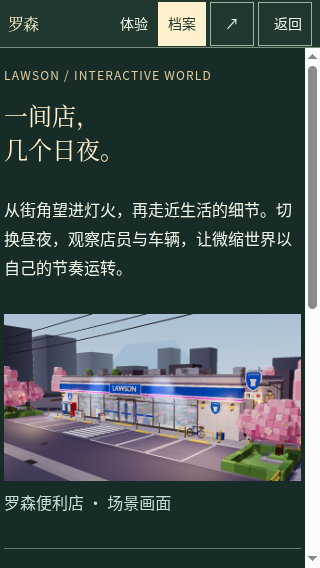 罗森
体验
档案
↗
返回
LAWSON / INTERACTIVE WORLD
一间店，
几个日夜。
从街角望进灯火，再走近生活的细节。切
换昼夜，观察店员与车辆，让微缩世界以
自己的节奏运转。
LAWSON
罗森便利店 · 场景画面